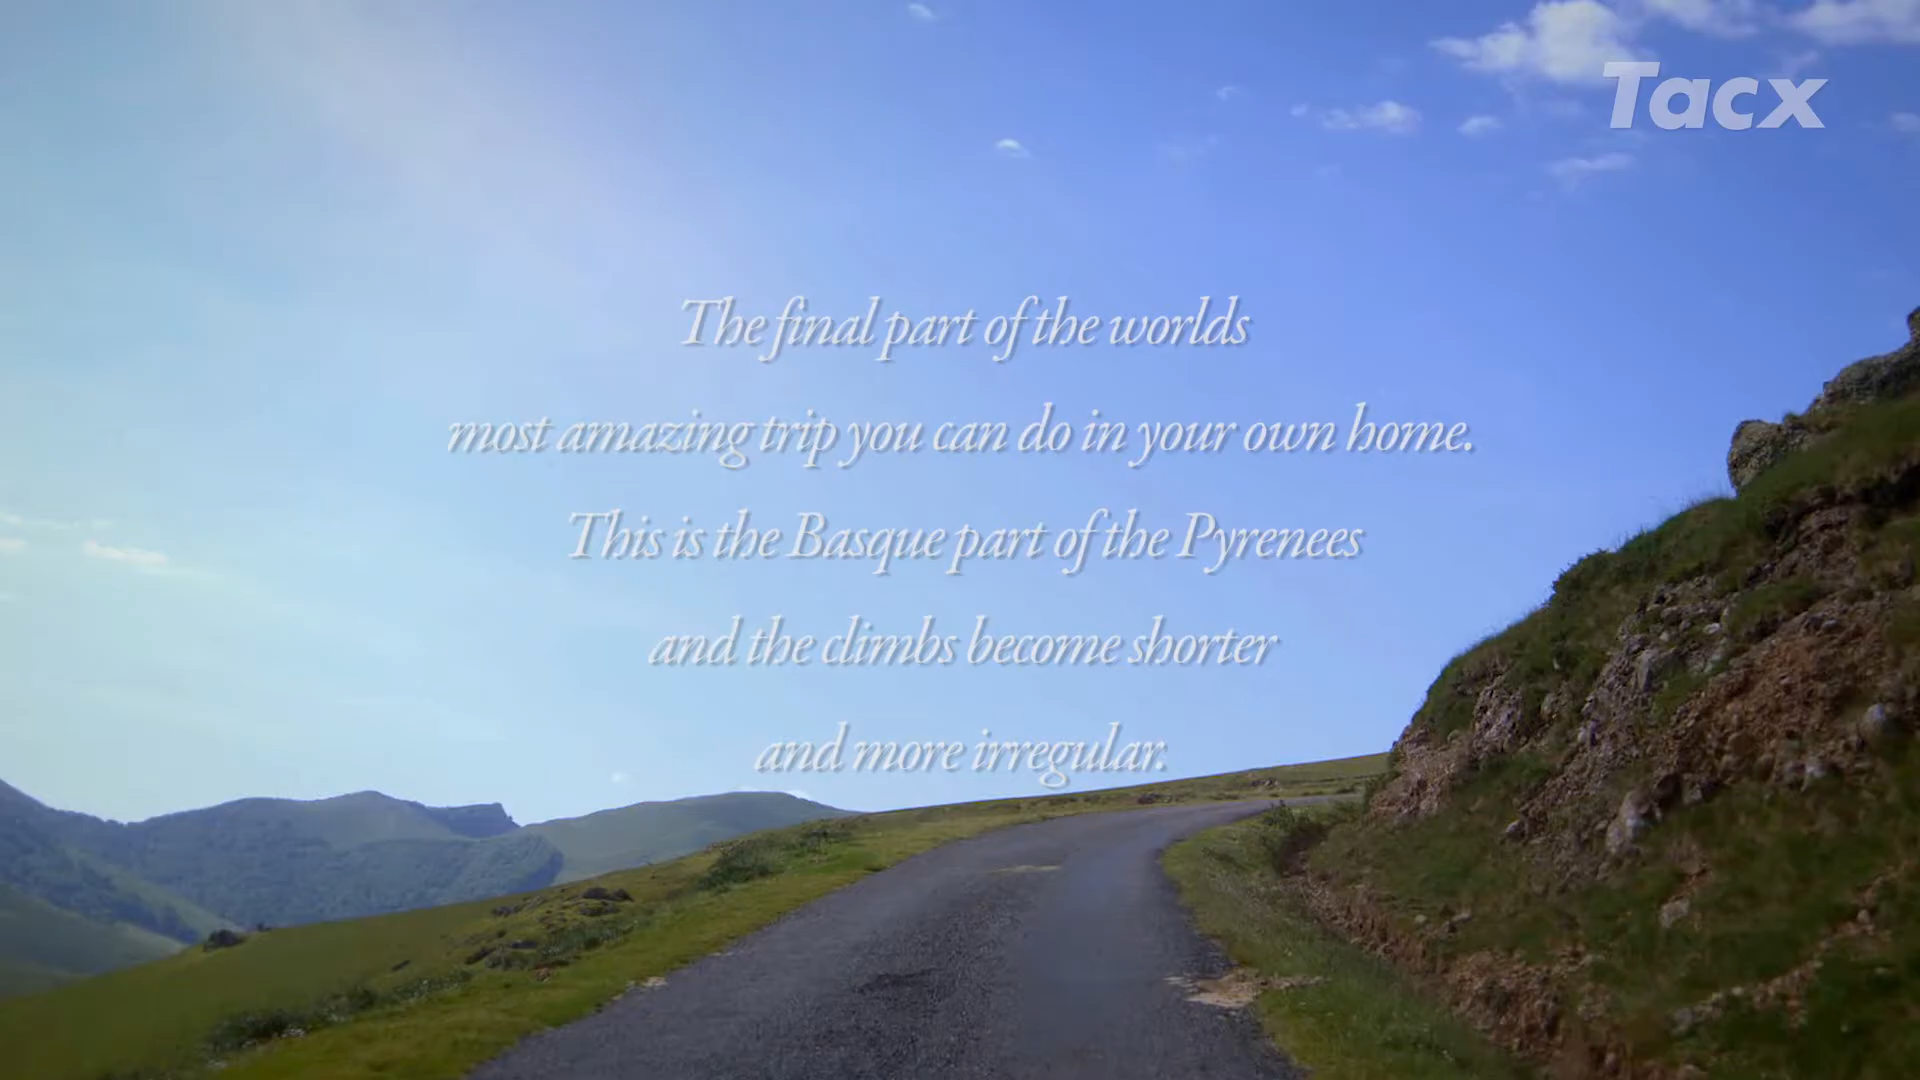 Tacx
The final part of the worlds
most amazing trip you can do in your own home.
This is the Basque part of the Pyrenees
and the climbs become shorter
and more irregular.